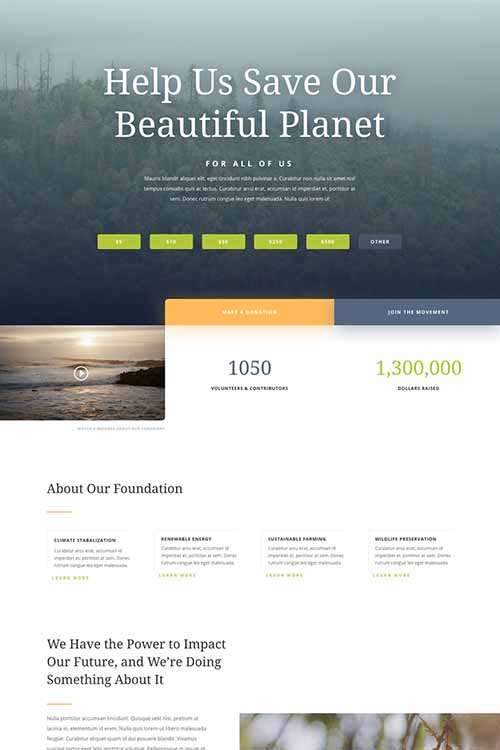 Help Us Save Our
Beautiful Planet
FOR ALL OF US
Mauris blandit aliquet elit, eget tincidunt nibh pulvinar a. Curabitur non nulla sit amet nisl
tempus convallis quis ac lectus. Curabitur arcu erat, accumsan id imperdiet et, porttitor at
sem. Donec rutrum congue leo eget malesuada. Nulla quis lorem ut
$5 $10 $50 $250 $500 OTHER
MAKE A DONATION JOIN THE MOVEMENT
1050 1,300,000
VOLUNTEERS & CONTRIBUTORS DOLLARS RAISED
About Our Foundation
CLIMATE STABALIZATION
Curabitur arcu erat, accumsan id
imperdiet et, porttitor at sem. Donec
rutrum congue leo eget malesuada.
LEARN MORE
RENEWABLE ENERGY
Curabitur arcu erat, accumsan id
imperdiet et, porttitor at sem. Donec
rutrum congue leo eget malesuada.
LEARN MORE
SUSTAINABLE FARMING
Curabitur arcu erat, accumsan id
imperdiet et, porttitor at sem. Donec
rutrum congue leo eget malesuada.
LEARN MORE
WILDLIFE PRESERVATION
Curabitur arcu erat, accumsan id
imperdiet et, porttitor at sem. Donec
rutrum congue leo eget malesuada.
LEARN MORE
We Have the Power to Impact
Our Future, and We're Doing
Something About It
Nulla porttitor accumsan tincidunt. Quisque velit nisi, pretium ut
lacinia in, elementum id enim. Nulla quis lorem ut libero malesuada
feugiat. Curabitur aliquet quam id dui posuere blandit. Vivamus
suscipit tortor eget felis porttitor volutpat. Pellentesque in ipsum id